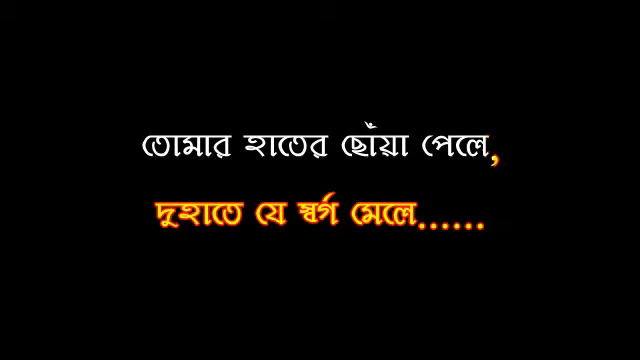 তোমার হাতের ছোঁয়া পেলে,
দুহাতে যে স্বর্গ মেলে......